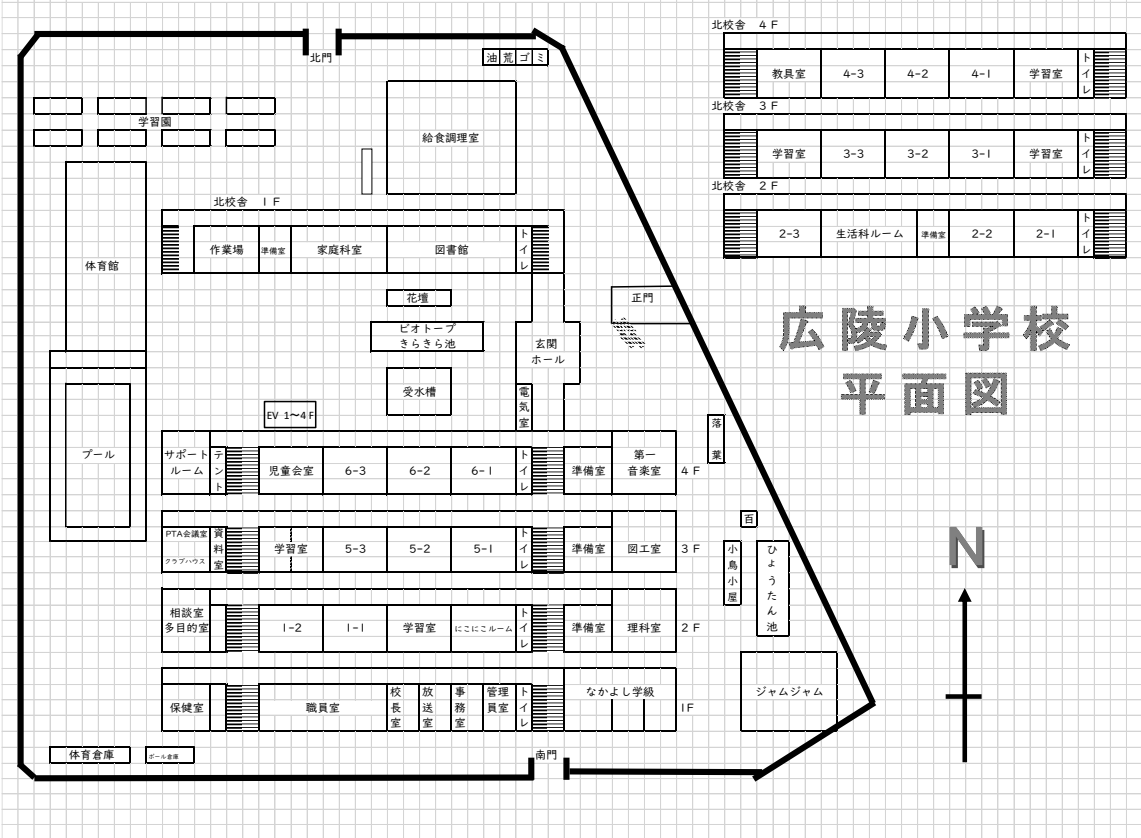 北校舎 4F
教具室 4-3 4-2 4-1 学習室 トイレ
北校舎 3F
学習室 3-3 3-2 3-1 学習室 トイレ
北校舎 2F
2-3 生活科ルーム 準備室 2-2 2-1 トイレ
広陵小学校
平面図
N
北門
油 荒 ゴ ミ
学習園
給食調理室
北校舎 1F
作業場 準備室 家庭科室 図書館 トイレ
体育館
花壇
正門
ビオトープ
きらきら池
玄関
ホール
受水槽
電気室
EV 1~4F
落葉
プール
サポート
ルーム
テント
児童会室 6-3 6-2 6-1 トイレ 準備室
第一
音楽室
4F
百
PTA会議室
クラブハウス
資料室
学習室 5-3 5-2 5-1 トイレ 準備室 図工室 3F
小鳥小屋
ひょうたん池
相談室
多目的室
1-2 1-1 学習室 にこにこルーム トイレ 準備室 理科室 2F
保健室 職員室 校長室 放送室 事務室 管理員室 トイレ なかよし学級 1F
ジャムジャム
体育倉庫 ボール倉庫
南門